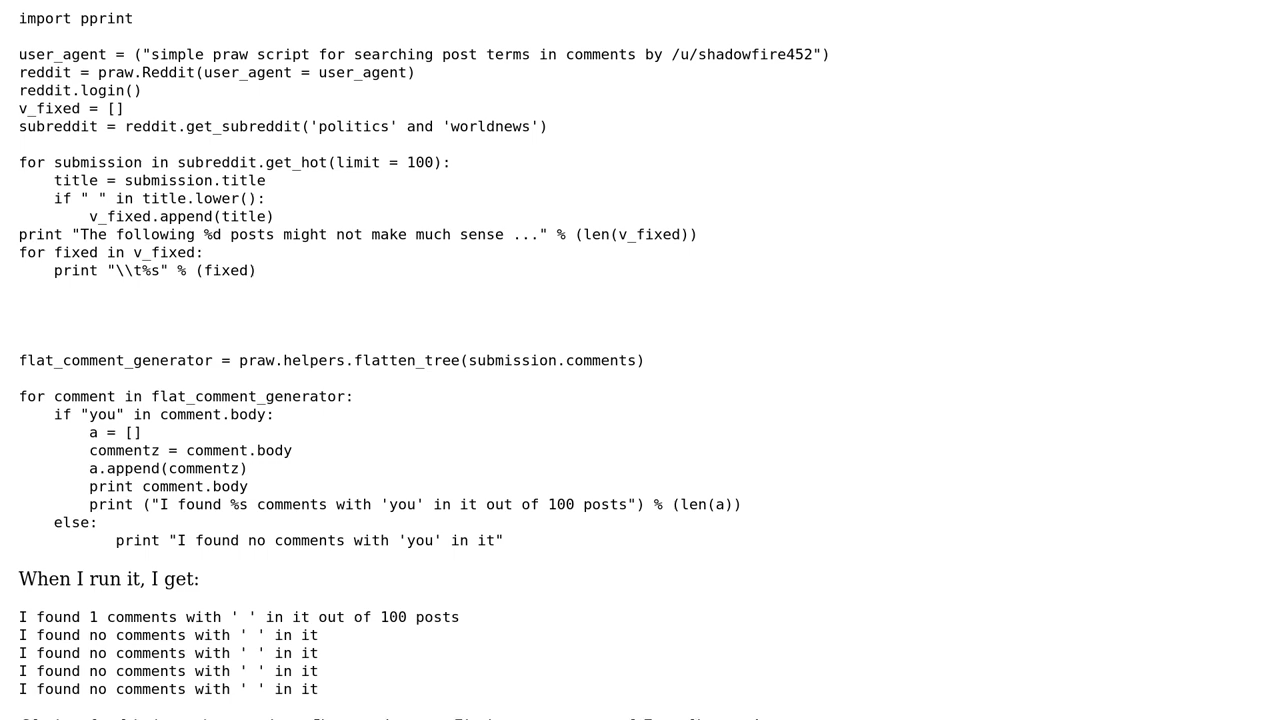 import pprint
user_agent = ("simple praw script for searching post terms in comments by /u/shadowfire452")
reddit = praw.Reddit(user_agent = user_agent)
reddit.login()
v_fixed = []
subreddit = reddit.get_subreddit('politics' and 'worldnews')
for submission in subreddit.get_hot(limit = 100):
    title = submission.title
    if " " in title.lower():
        v_fixed.append(title)
print "The following %d posts might not make much sense ..." % (len(v_fixed))
for fixed in v_fixed:
    print "\\t%s" % (fixed)
flat_comment_generator = praw.helpers.flatten_tree(submission.comments)
for comment in flat_comment_generator:
    if "you" in comment.body:
        a = []
        commentz = comment.body
        a.append(commentz)
        print comment.body
        print ("I found %s comments with 'you' in it out of 100 posts") % (len(a))
    else:
           print "I found no comments with 'you' in it"
When I run it, I get:
I found 1 comments with ' ' in it out of 100 posts
I found no comments with ' ' in it
I found no comments with ' ' in it
I found no comments with ' ' in it
I found no comments with ' ' in it